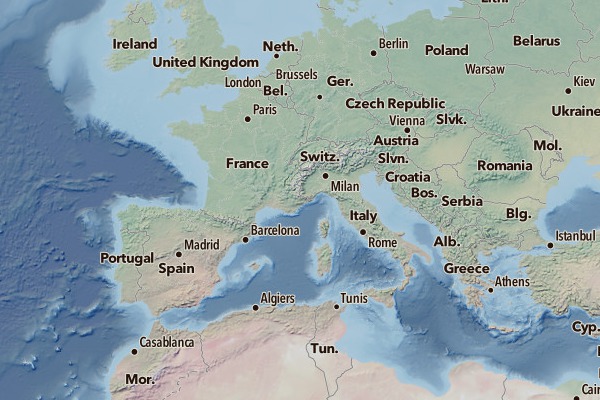 Lith.
Ireland
Neth.
Berlin
Poland
Belarus
United Kingdom
London
Brussels
Ger.
Warsaw
Bel.
Kiev
Paris
Czech Republic
Ukraine
Vienna
Slvk.
Austria
Mol.
France
Switz.
Slvn.
Romania
Milan
Croatia
Bos.
Serbia
Italy
Blg.
Barcelona
Rome
Alb.
Istanbul
Madrid
Portugal
Spain
Greece
Athens
Algiers
Tunis
Cyp.
Casablanca
Tun.
Mor.
Cair